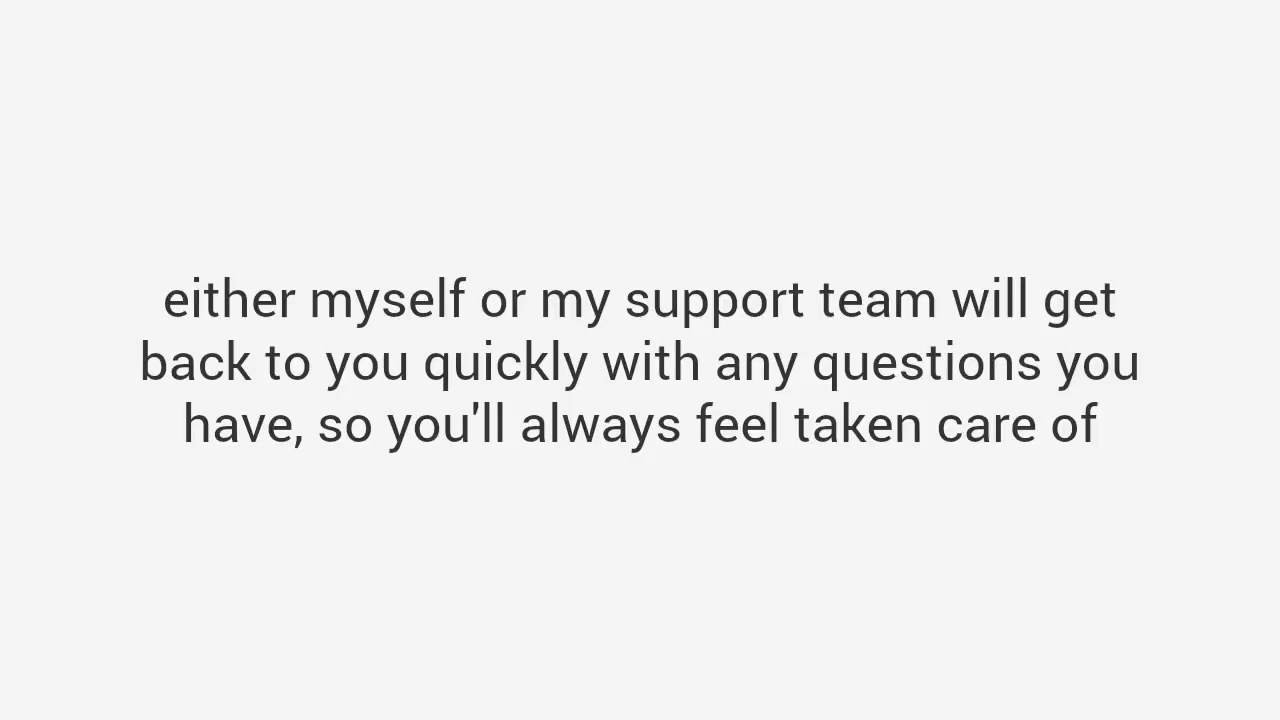 either myself or my support team will get
back to you quickly with any questions you
have, so you'll always feel taken care of